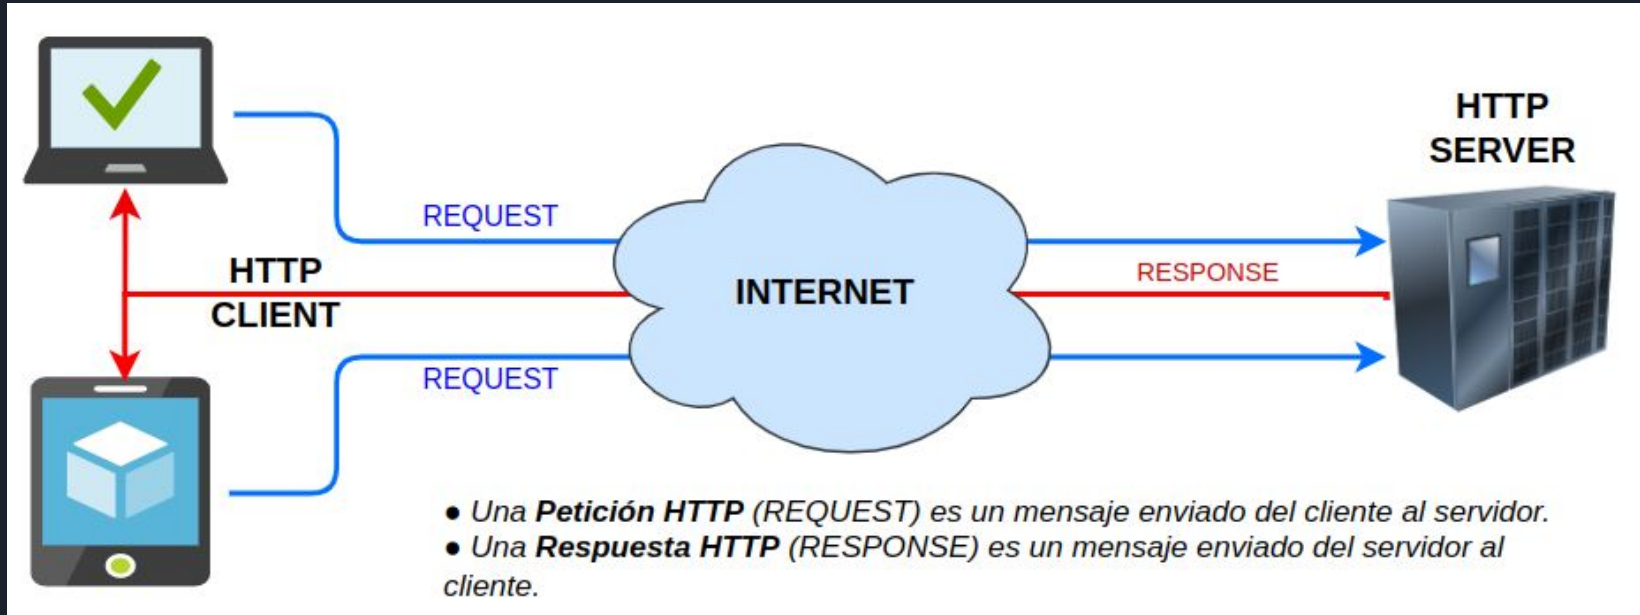 HTTP
SERVER
REQUEST
HTTP
CLIENT
INTERNET
RESPONSE
REQUEST
● Una Petición HTTP (REQUEST) es un mensaje enviado del cliente al servidor.
● Una Respuesta HTTP (RESPONSE) es un mensaje enviado del servidor al
cliente.